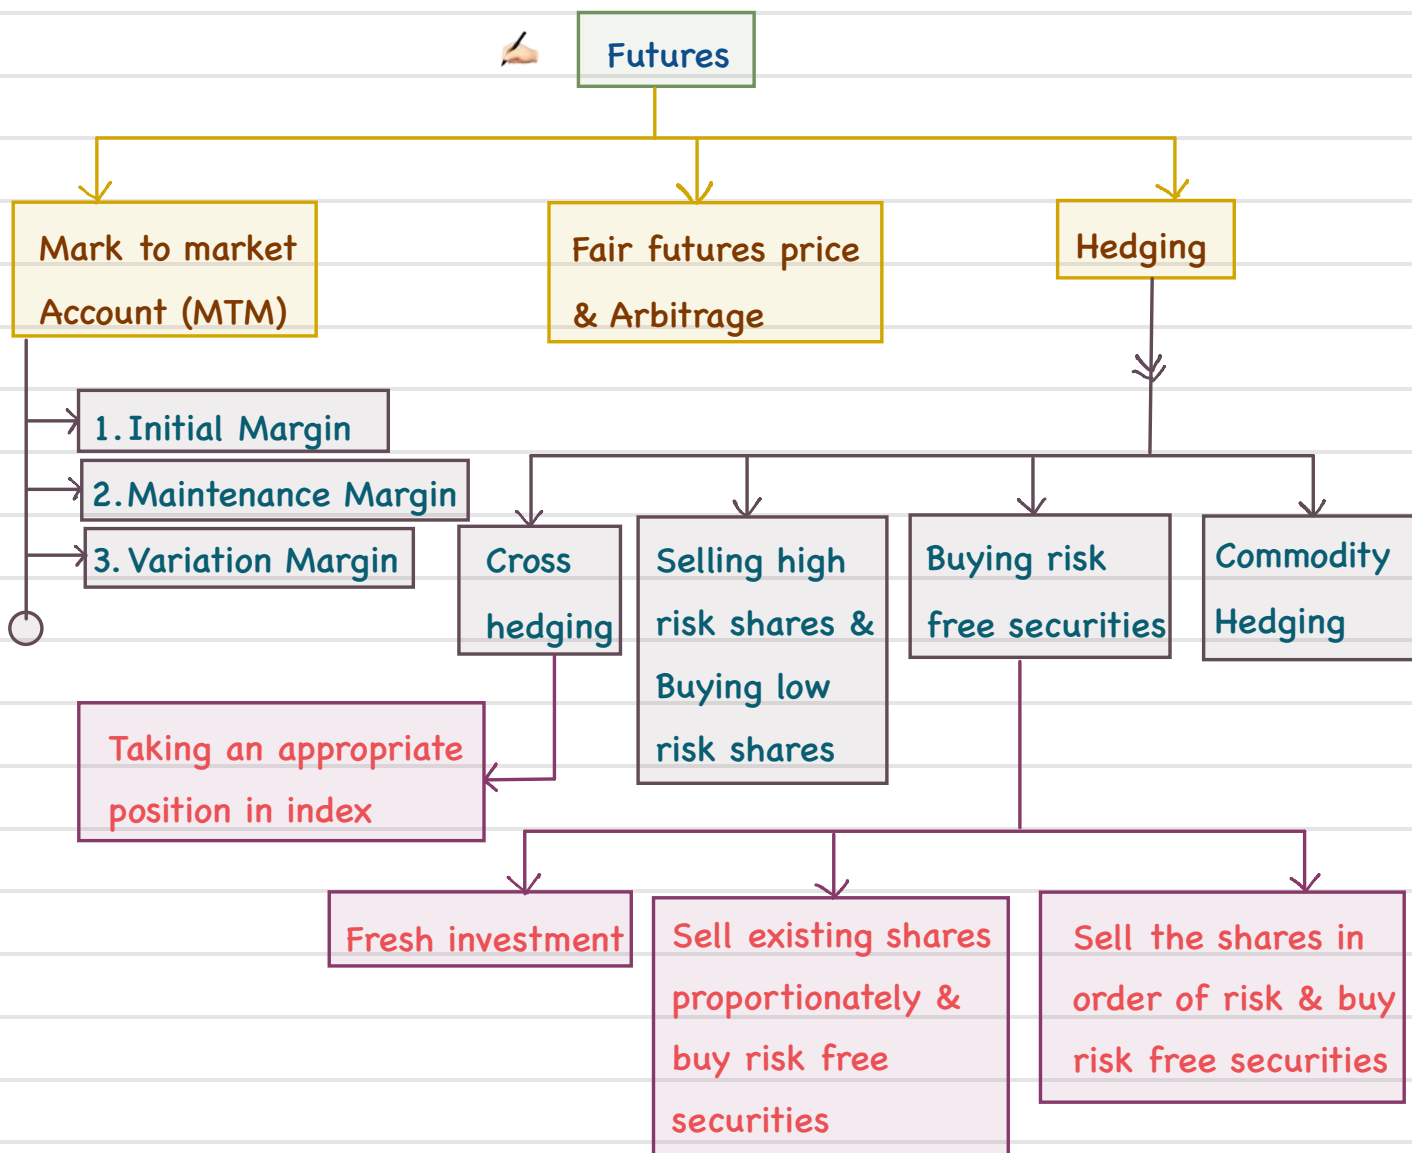 Futures
Mark to market
Account (MTM)
Fair futures price
& Arbitrage
Hedging
1. Initial Margin
2. Maintenance Margin
3. Variation Margin
Cross
hedging
Selling high
risk shares &
Buying low
risk shares
Buying risk
free securities
Commodity
Hedging
Taking an appropriate
position in index
Fresh investment
Sell existing shares
proportionately &
buy risk free
securities
Sell the shares in
order of risk & buy
risk free securities